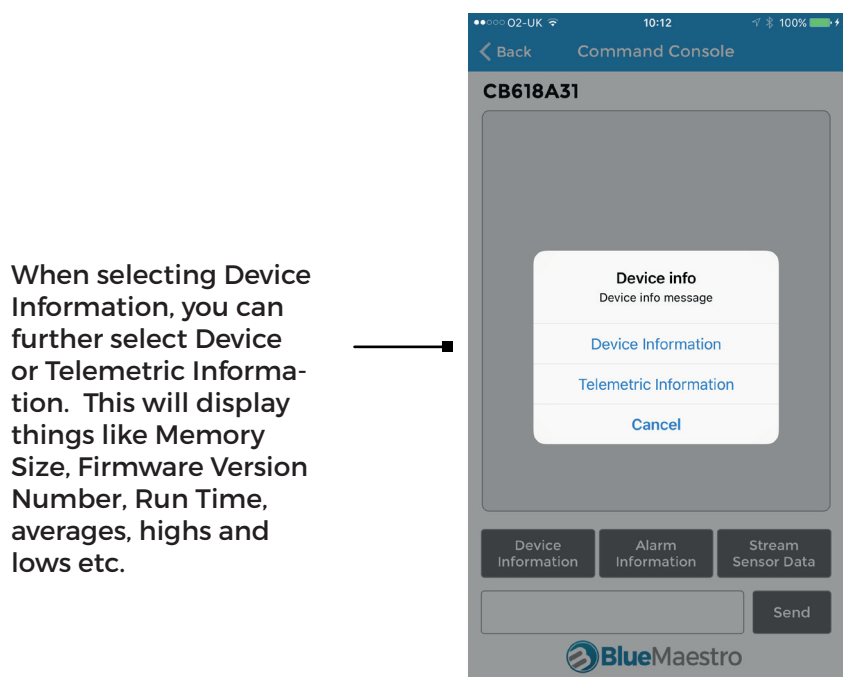 When selecting Device
Information, you can
further select Device
or Telemetric Informa-
tion.  This will display
things like Memory
Size, Firmware Version
Number, Run Time,
averages, highs and
lows etc.
O2-UK 10:12 100%
Back Command Console
CB618A31
Device info
Device info message
Device Information
Telemetric Information
Cancel
Device Alarm Stream
Information Information Sensor Data
Send
BlueMaestro